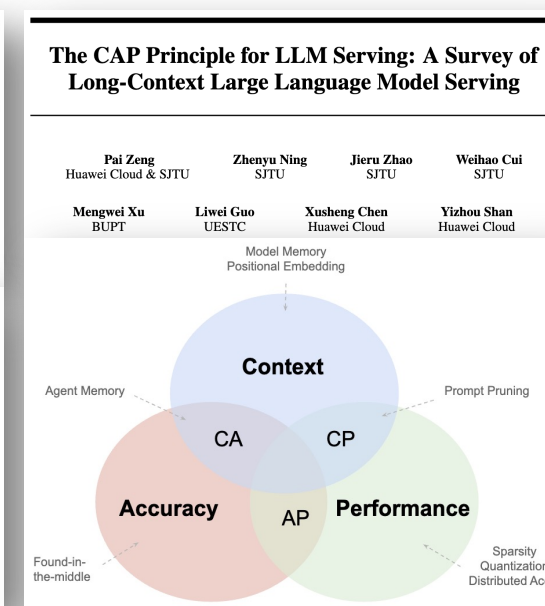 The CAP Principle for LLM Serving: A Survey of
Long-Context Large Language Model Serving
Pai Zeng Zhenyu Ning Jieru Zhao Weihao Cui
Huawei Cloud & SJTU SJTU SJTU SJTU
Mengwei Xu Liwei Guo Xusheng Chen Yizhou Shan
BUPT UESTC Huawei Cloud Huawei Cloud
Model Memory
Positional Embedding
Context
Agent Memory
Prompt Pruning
CA CP
Accuracy AP Performance
Found-in-
the-middle
Sparsity
Quantization
Distributed